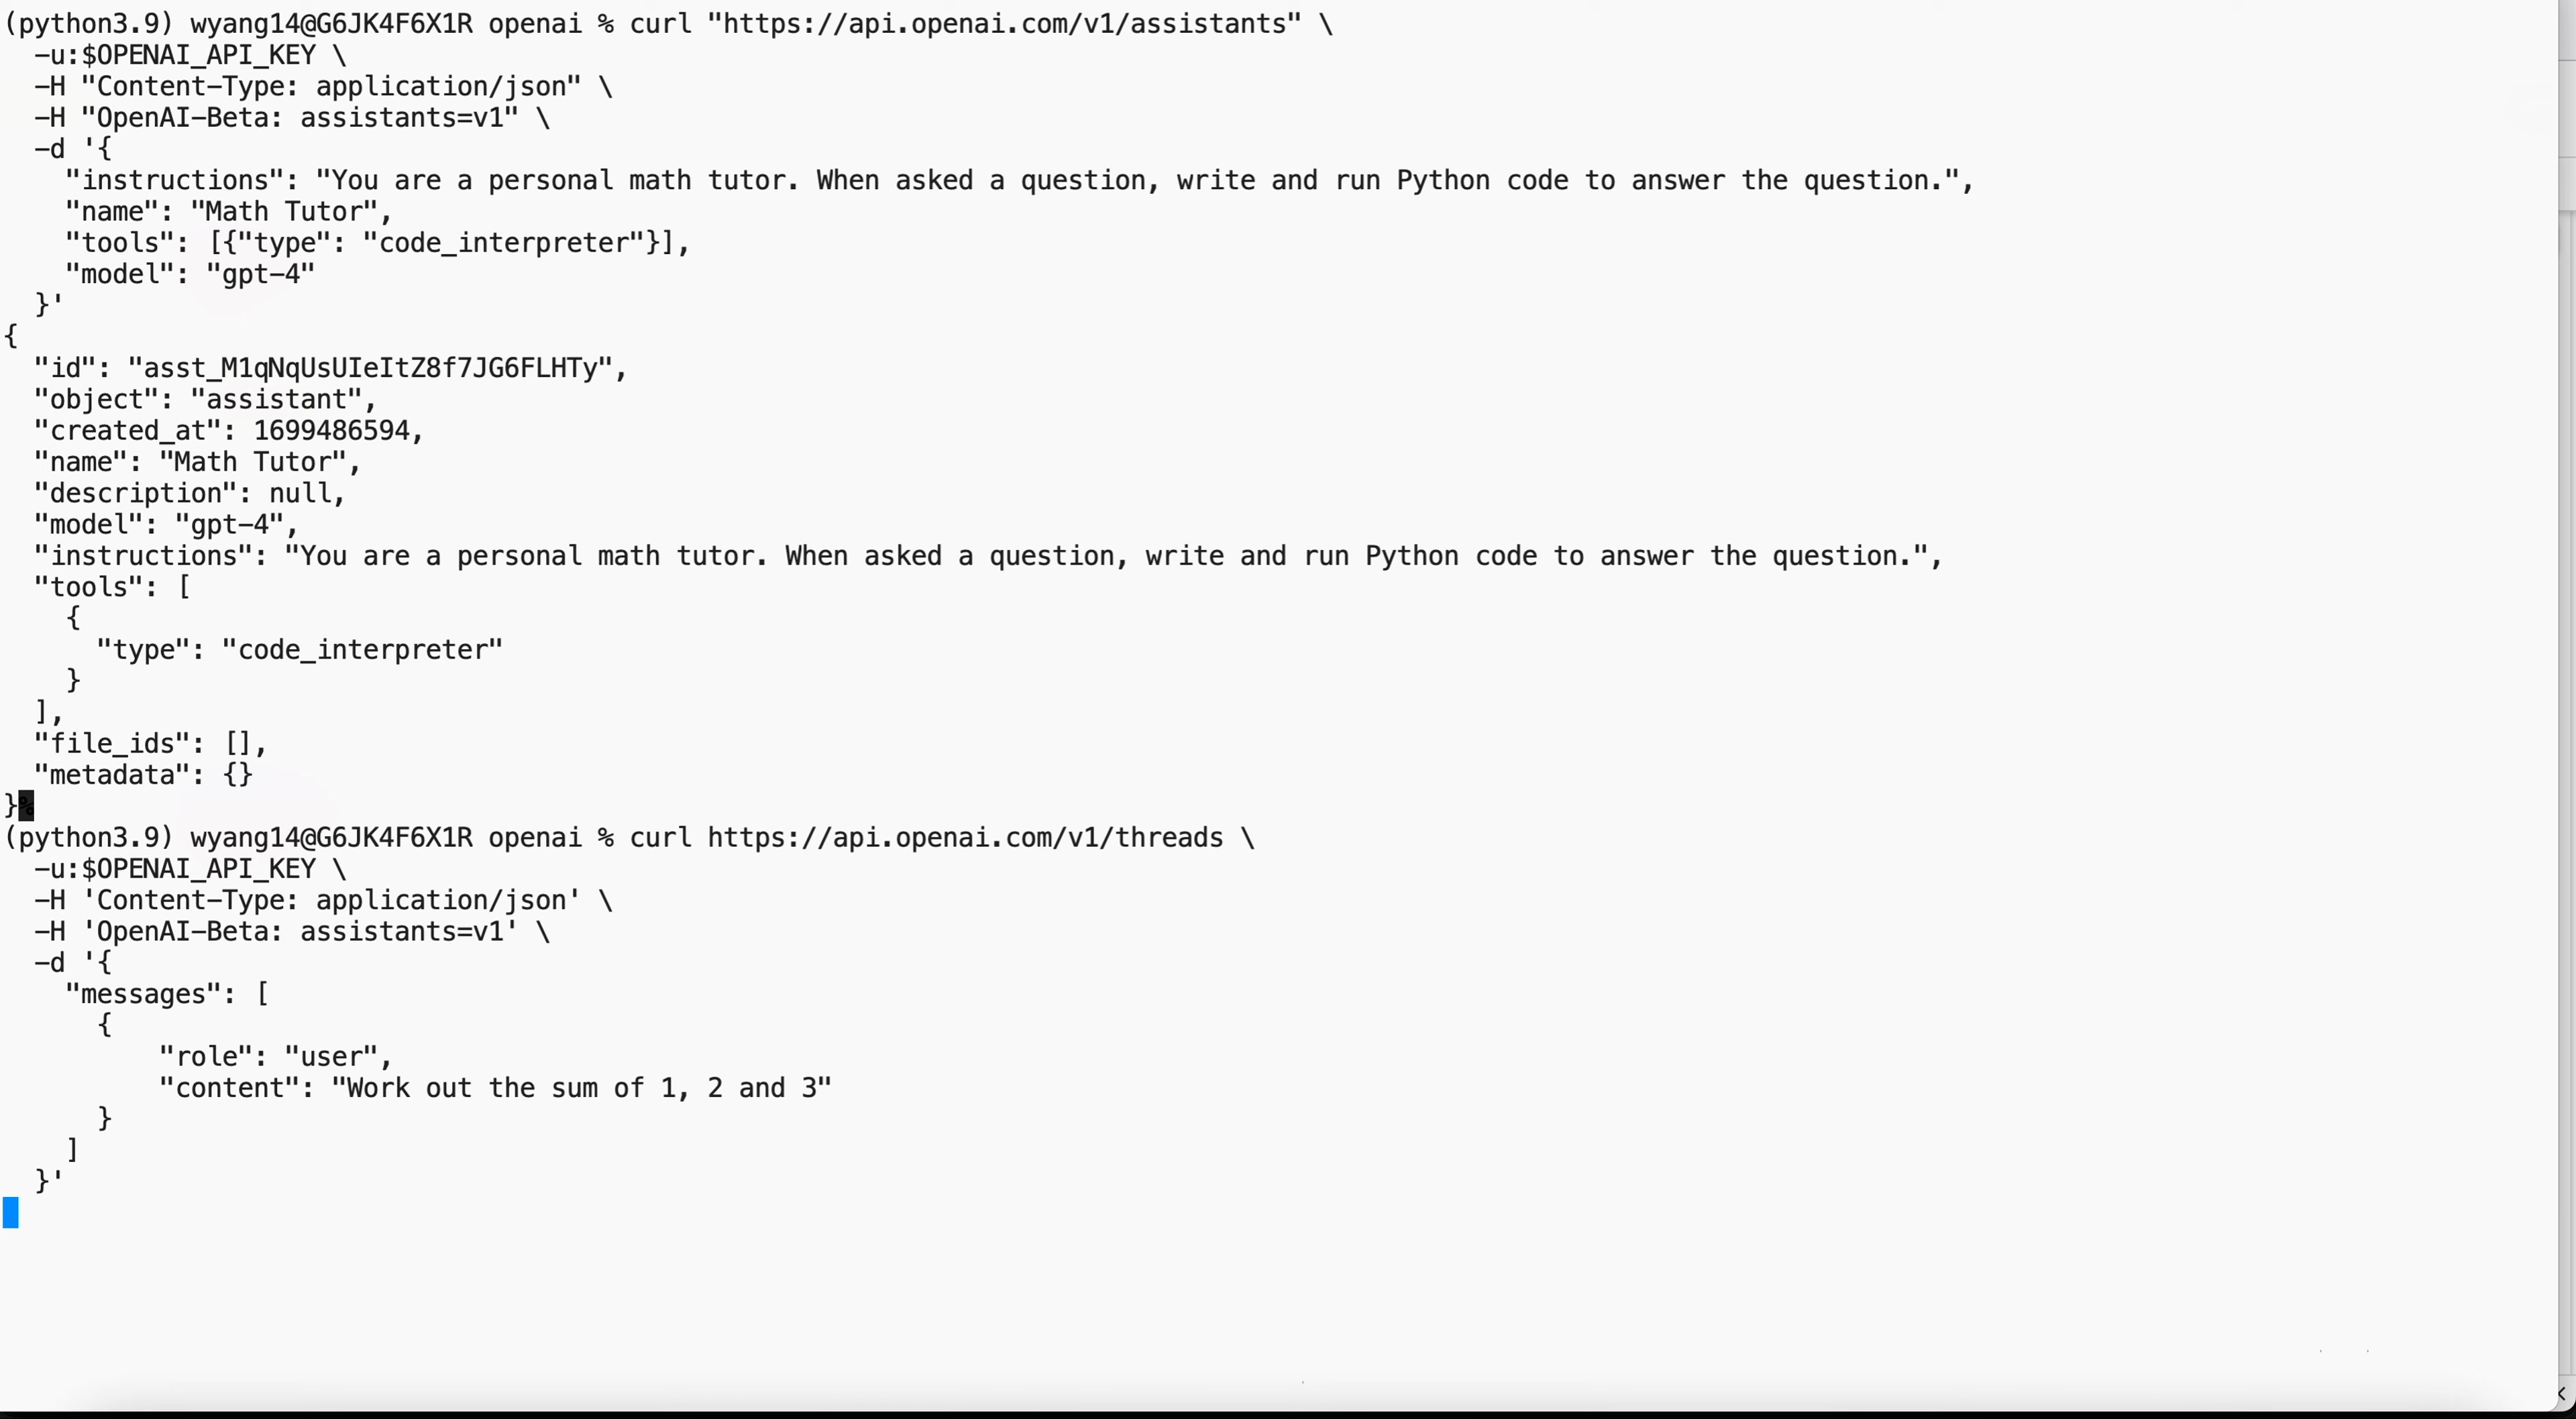 (python3.9) wyang14@G6JK4F6X1R openai % curl "https://api.openai.com/v1/assistants" \
  -u:$OPENAI_API_KEY \
  -H "Content-Type: application/json" \
  -H "OpenAI-Beta: assistants=v1" \
  -d '{
    "instructions": "You are a personal math tutor. When asked a question, write and run Python code to answer the question.",
    "name": "Math Tutor",
    "tools": [{"type": "code_interpreter"}],
    "model": "gpt-4"
  }'
{
  "id": "asst_M1qNqUsUIeItZ8f7JG6FLHTy",
  "object": "assistant",
  "created_at": 1699486594,
  "name": "Math Tutor",
  "description": null,
  "model": "gpt-4",
  "instructions": "You are a personal math tutor. When asked a question, write and run Python code to answer the question.",
  "tools": [
    {
      "type": "code_interpreter"
    }
  ],
  "file_ids": [],
  "metadata": {}
}%
(python3.9) wyang14@G6JK4F6X1R openai % curl https://api.openai.com/v1/threads \
  -u:$OPENAI_API_KEY \
  -H 'Content-Type: application/json' \
  -H 'OpenAI-Beta: assistants=v1' \
  -d '{
    "messages": [
      {
          "role": "user",
          "content": "Work out the sum of 1, 2 and 3"
      }
    ]
  }'